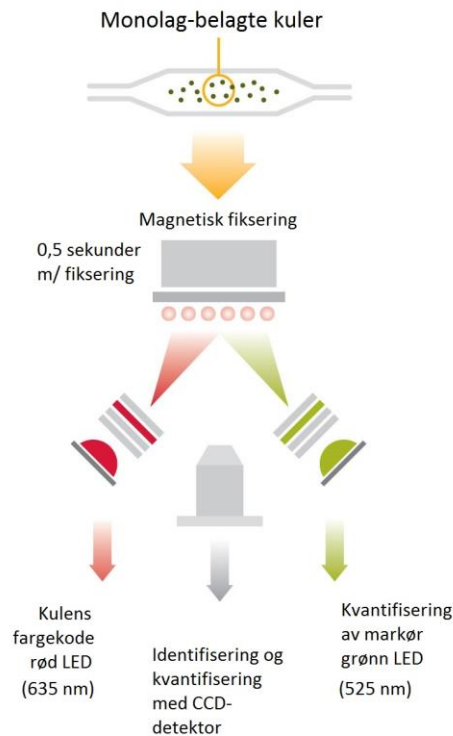 Monolag-belagte kuler
Magnetisk fiksering
0,5 sekunder
m/ fiksering
Kulens
fargekode
rød LED
(635 nm)
Identifisering og
kvantifisering
med CCD-
detektor
Kvantifisering
av markør
grønn LED
(525 nm)